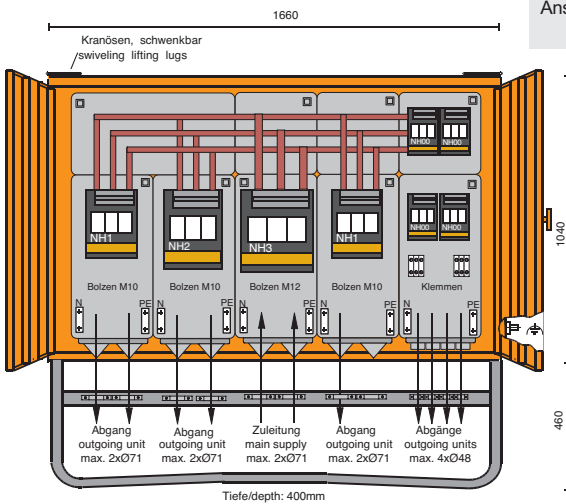 1660
Ans
Kranösen, schwenkbar
swiveling lifting lugs
NH00 NH00
NH1 NH2 NH3 NH1 NH00 NH00
1040
Bolzen M10 Bolzen M10 Bolzen M12 Bolzen M10 Klemmen
N PE N PE N PE N PE N PE
460
Abgang
outgoing unit
max. 2xØ71
Abgang
outgoing unit
max. 2xØ71
Zuleitung
main supply
max. 2xØ71
Abgang
outgoing unit
max. 2xØ71
Abgänge
outgoing units
max. 4xØ48
Tiefe/depth: 400mm